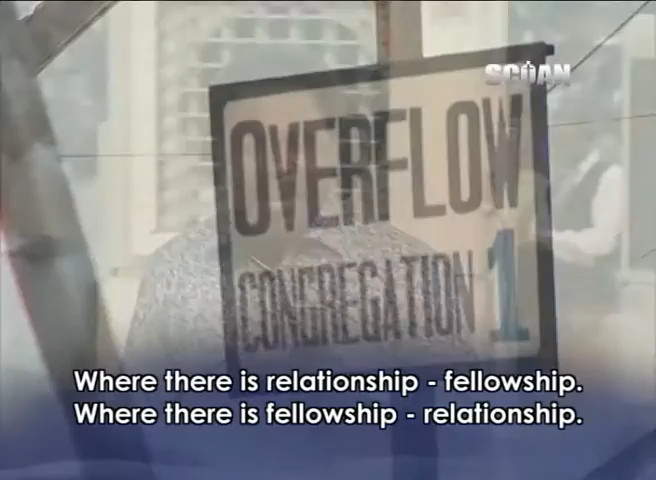 SCOAN
OVERFLOW
CONGREGATION 1
Where there is relationship - fellowship.
Where there is fellowship - relationship.